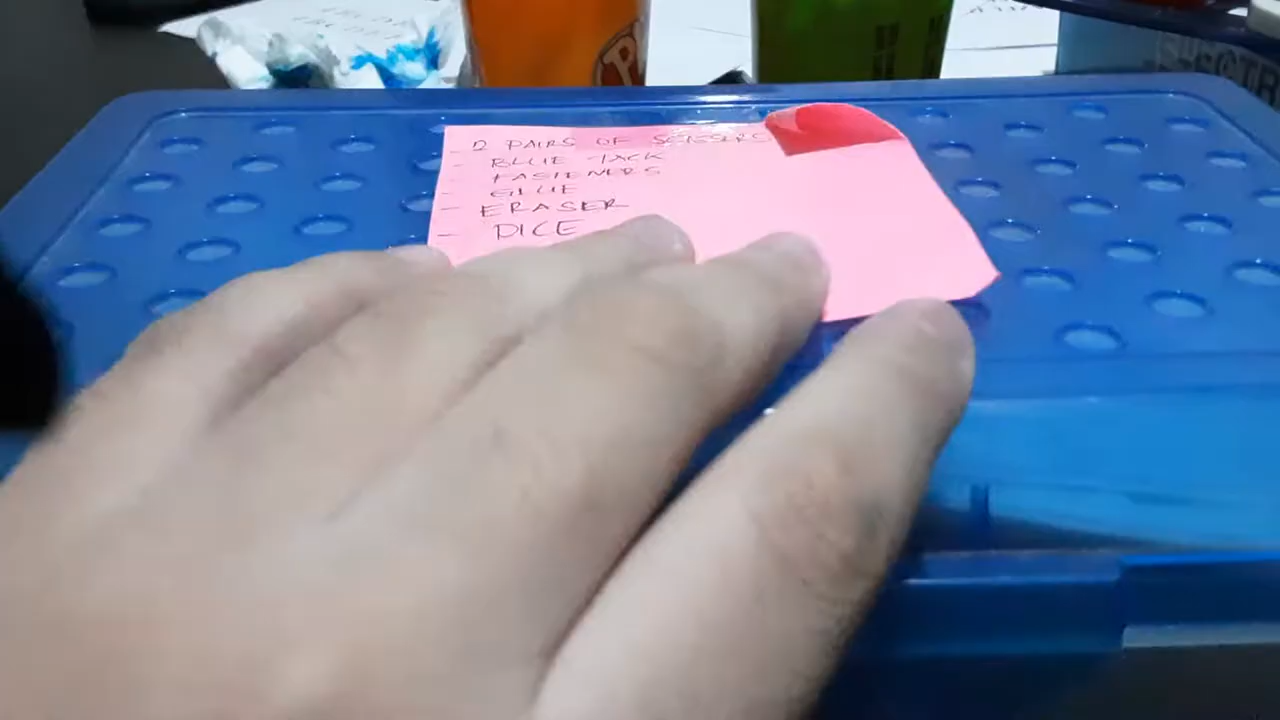 2 PAIRS OF SCISSORS
- BLUE TACK
- FASTENERS
- GLUE
- ERASER
- DICE